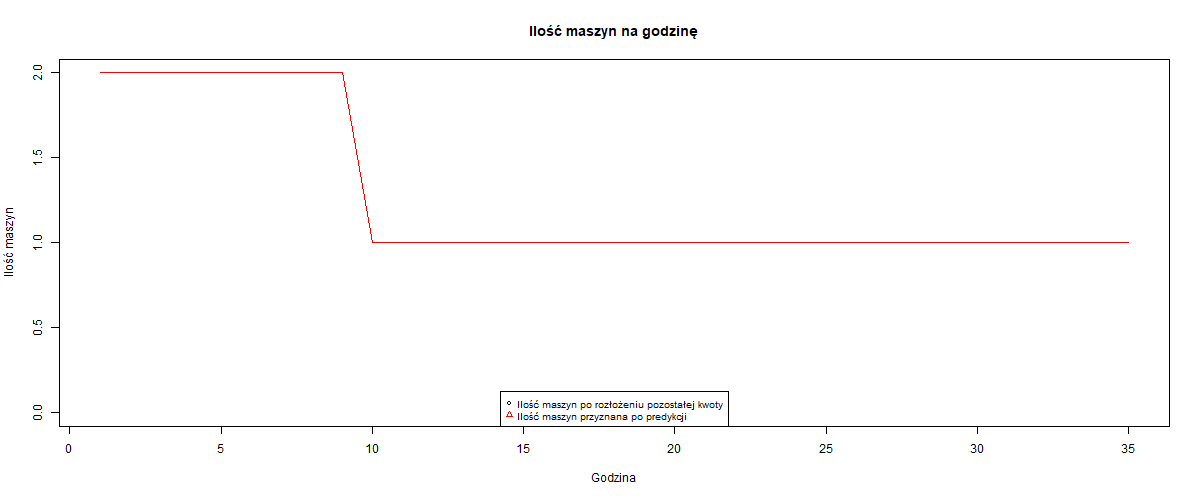 Ilość maszyn na godzinę
Ilość maszyn
2.0
1.5
1.0
0.5
0.0
Ilość maszyn po rozłożeniu pozostałej kwoty
Ilość maszyn przyznana po predykcji
0 5 10 15 20 25 30 35
Godzina